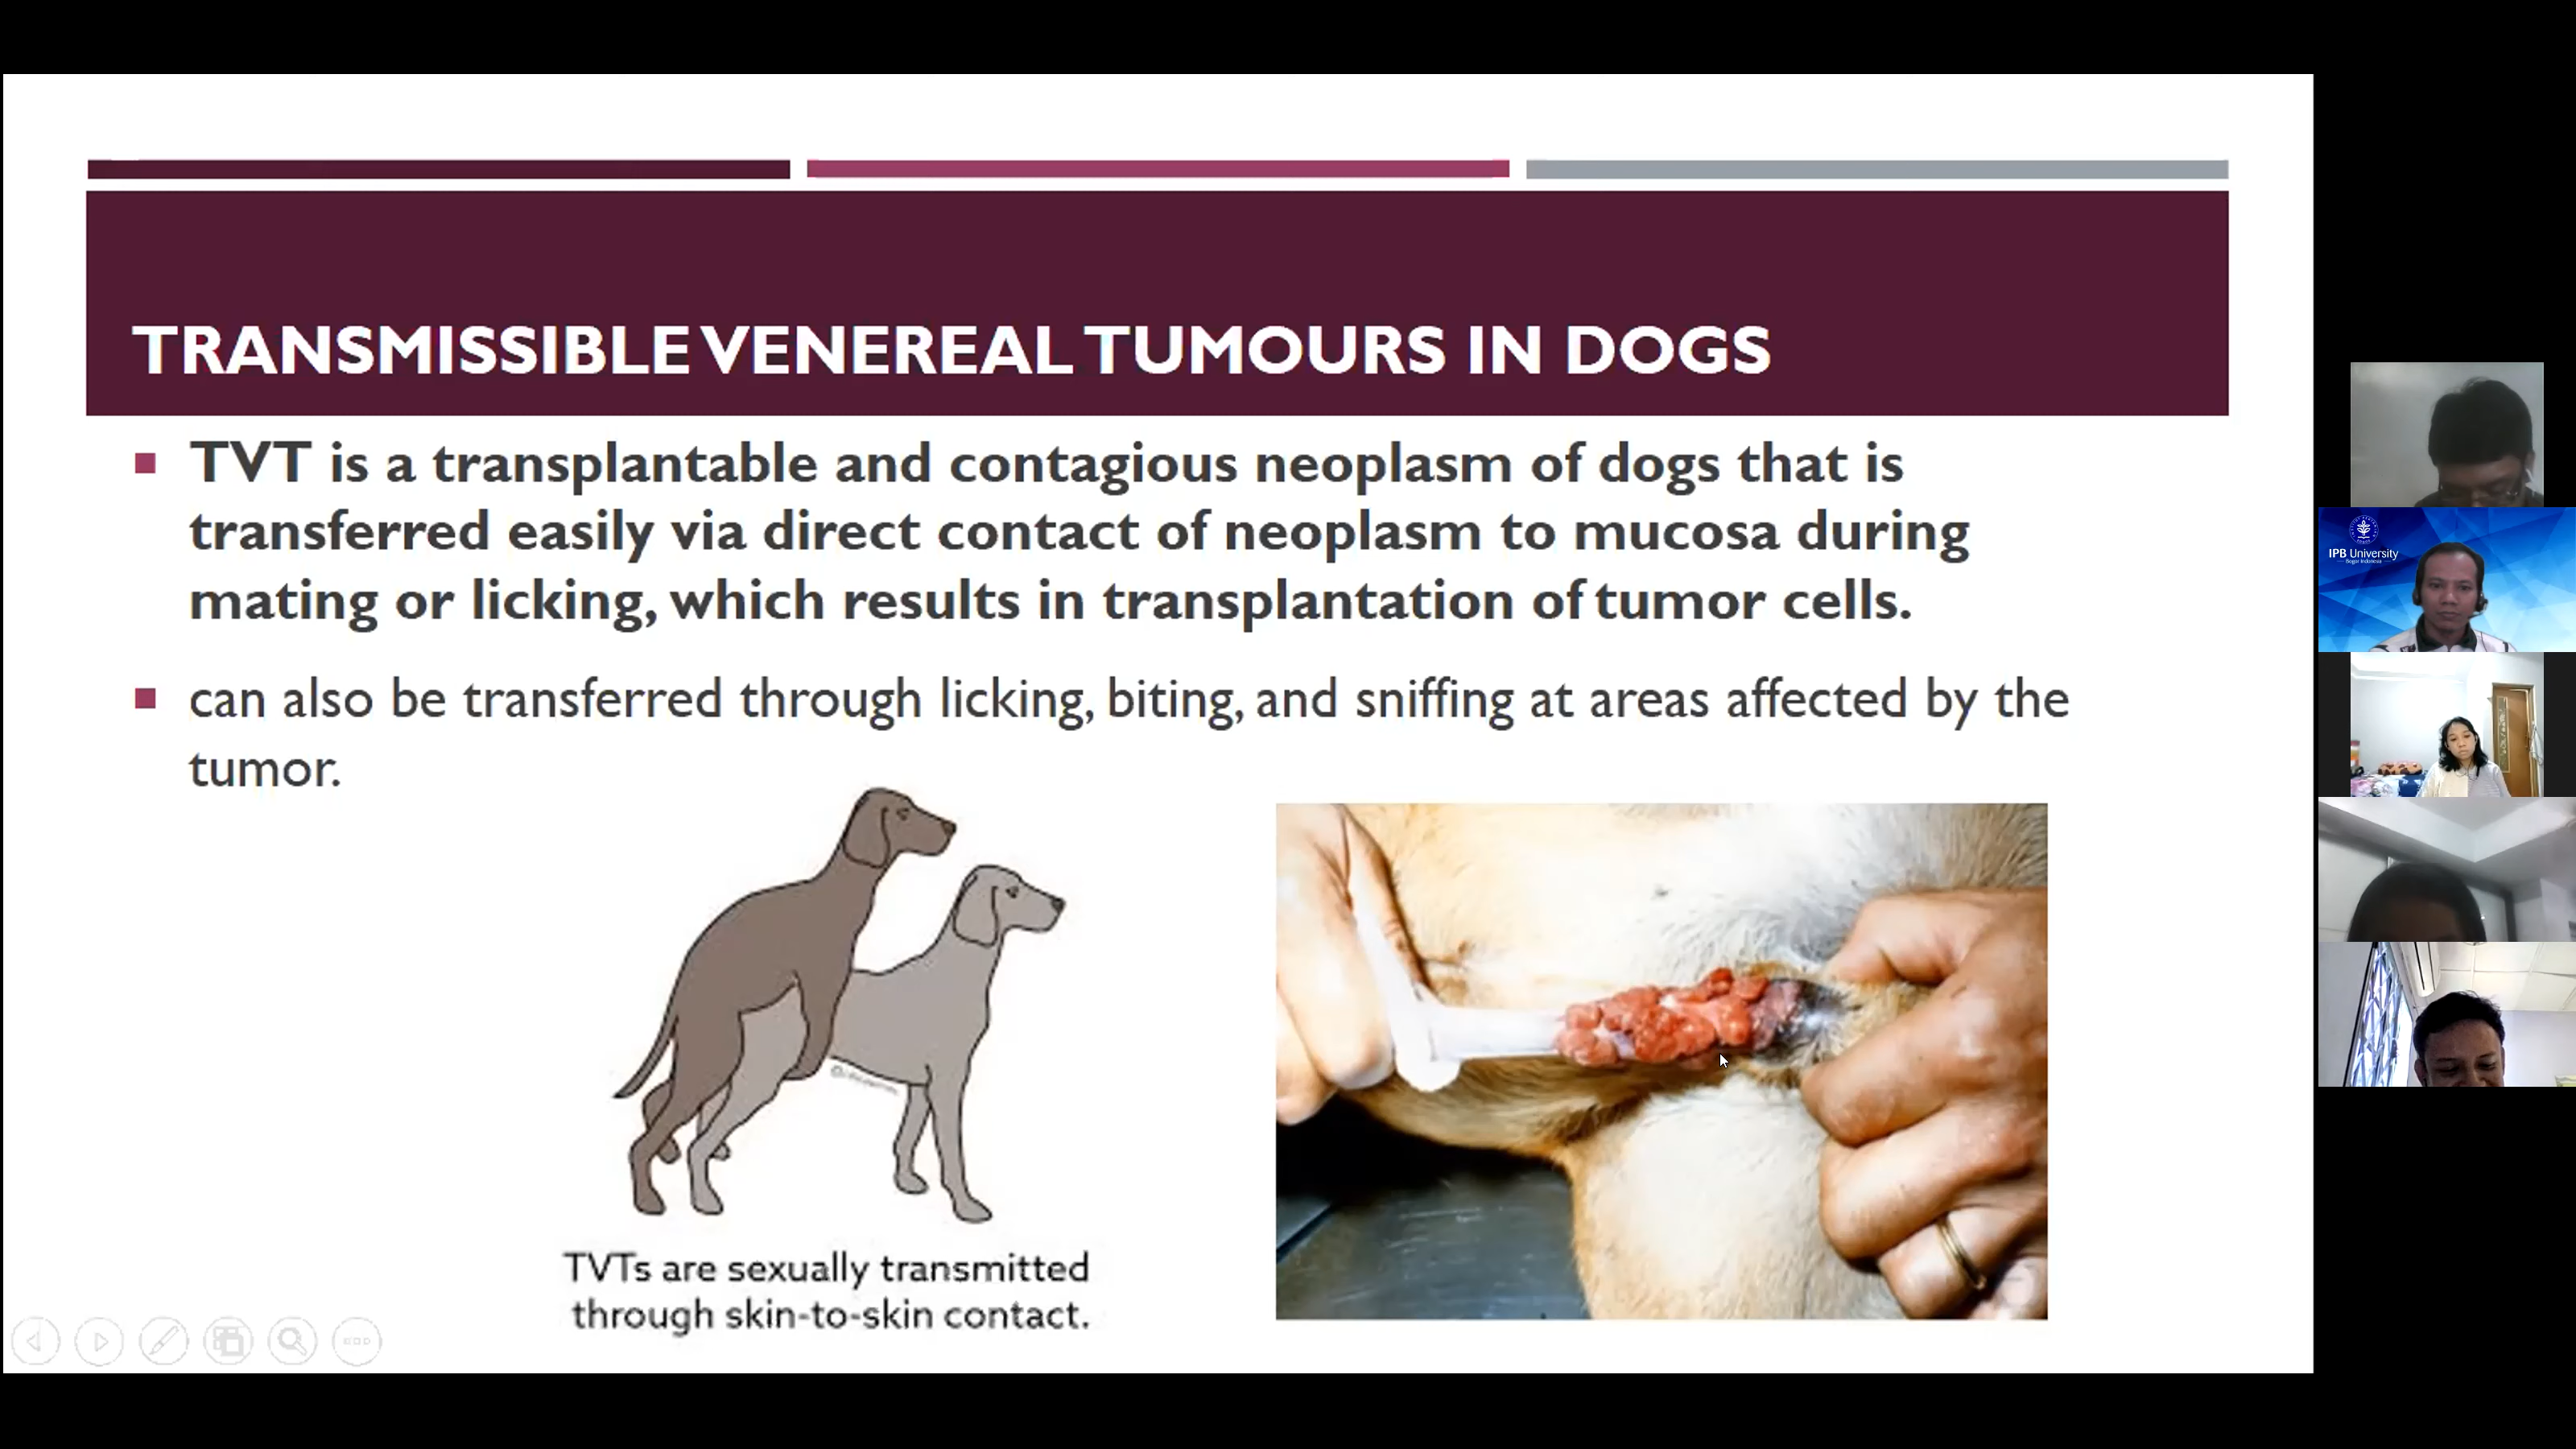 TRANSMISSIBLE VENEREAL TUMOURS IN DOGS
TVT is a transplantable and contagious neoplasm of dogs that is
transferred easily via direct contact of neoplasm to mucosa during
mating or licking, which results in transplantation of tumor cells.
can also be transferred through licking, biting, and sniffing at areas affected by the
tumor.
TVTs are sexually transmitted
through skin-to-skin contact.
IPB University
Bogor Indonesia